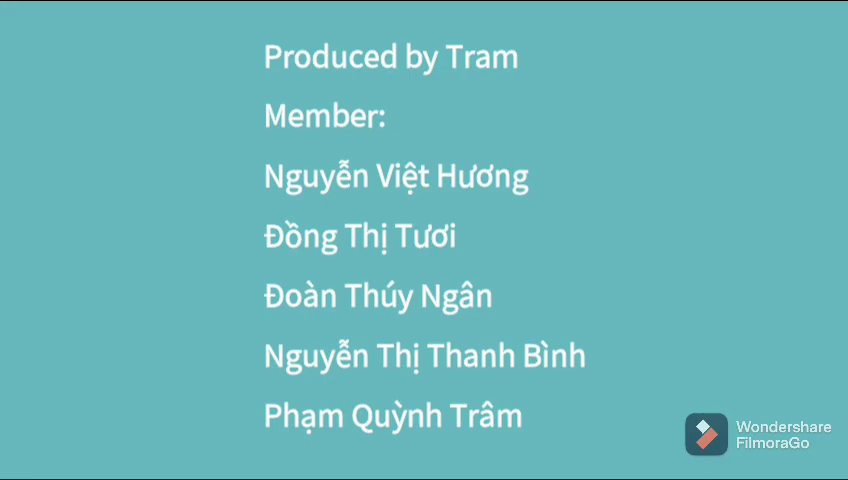 Produced by Tram
Member:
Nguyễn Việt Hương
Đồng Thị Tươi
Đoàn Thúy Ngân
Nguyễn Thị Thanh Bình
Phạm Quỳnh Trâm
Wondershare
FilmoraGo